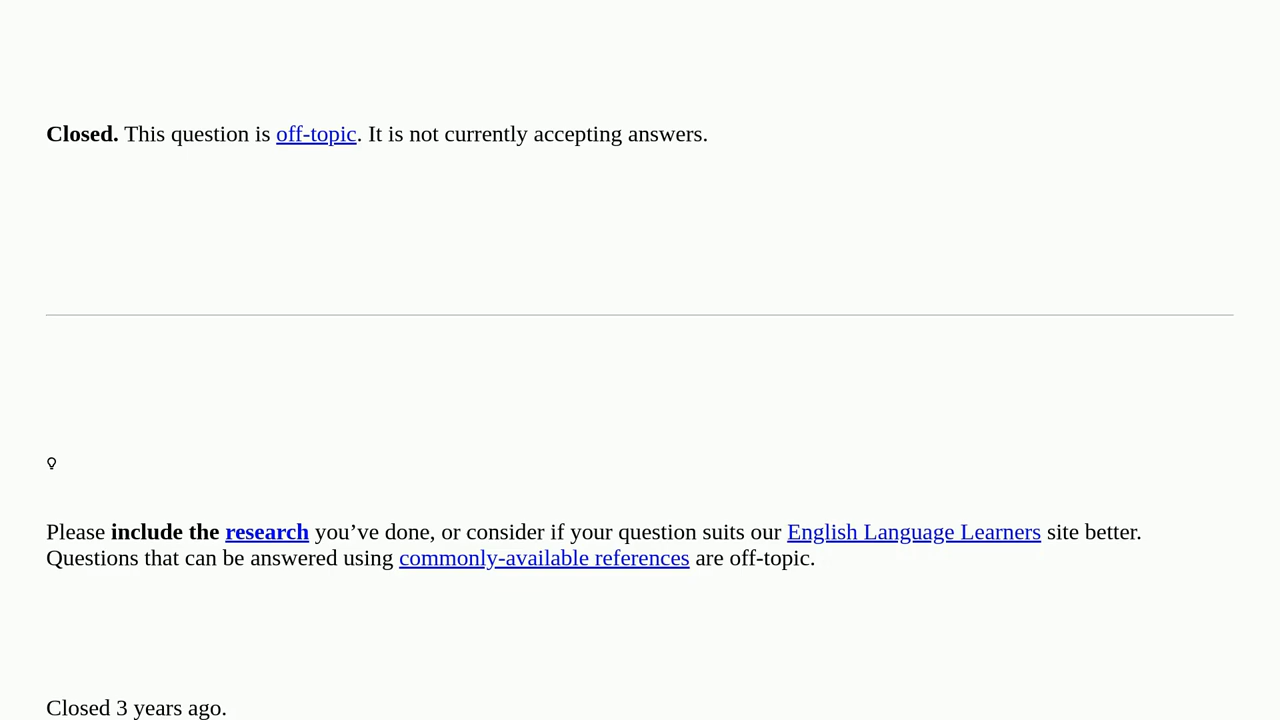 Closed. This question is off-topic. It is not currently accepting answers.
Please include the research you’ve done, or consider if your question suits our English Language Learners site better.
Questions that can be answered using commonly-available references are off-topic.
Closed 3 years ago.